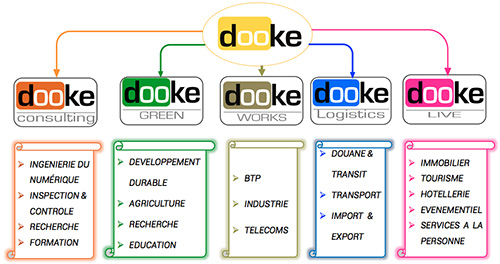 dooke
dooke
consulting
dooke
GREEN
dooke
WORKS
dooke
Logistics
dooke
LIVE
INGENIERIE DU
NUMÉRIQUE
INSPECTION &
CONTROLE
RECHERCHE
FORMATION
DEVELOPPEMENT
DURABLE
AGRICULTURE
RECHERCHE
EDUCATION
BTP
INDUSTRIE
TELECOMS
DOUANE &
TRANSIT
TRANSPORT
IMPORT &
EXPORT
IMMOBILIER
TOURISME
HOTELLERIE
EVENEMENTIEL
SERVICES A LA
PERSONNE